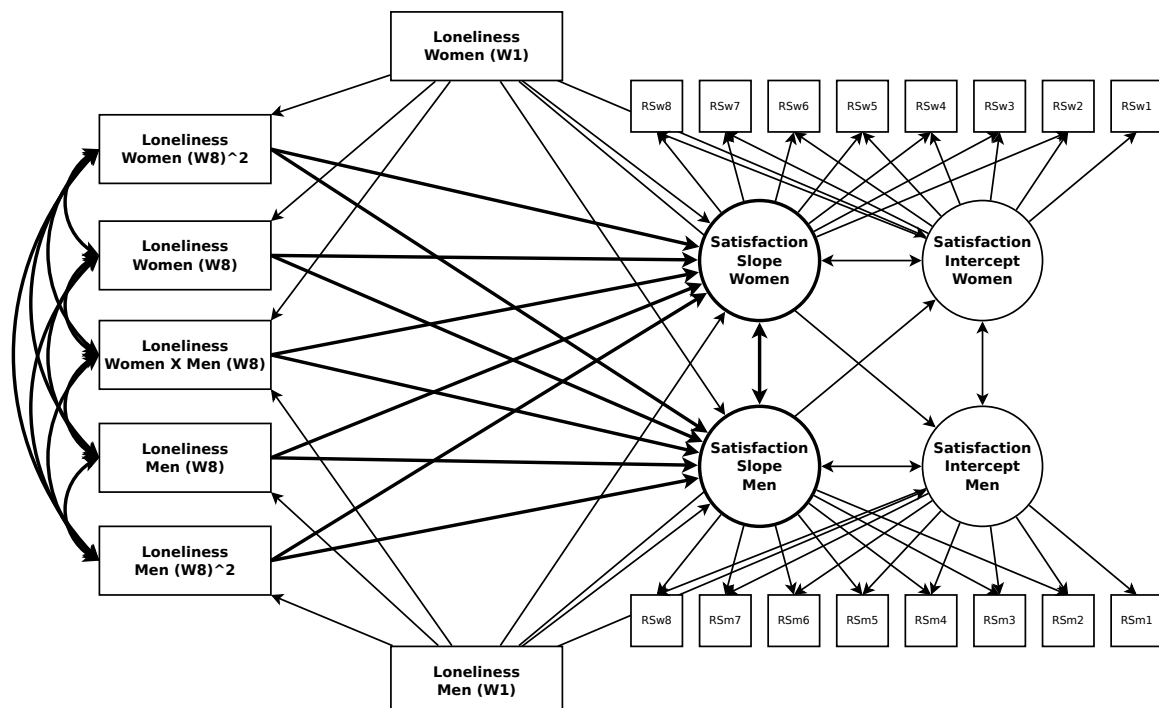 Loneliness
Women (W1)
RSw8
RSw7
RSw6
RSw5
RSw4
RSw3
RSw2
RSw1
Loneliness
Women (W8)^2
Loneliness
Women (W8)
Loneliness
Women X Men (W8)
Loneliness
Men (W8)
Loneliness
Men (W8)^2
Satisfaction
Slope
Women
Satisfaction
Intercept
Women
Satisfaction
Slope
Men
Satisfaction
Intercept
Men
RSw8
RSm7
RSm6
RSm5
RSm4
RSm3
RSm2
RSm1
Loneliness
Men (W1)